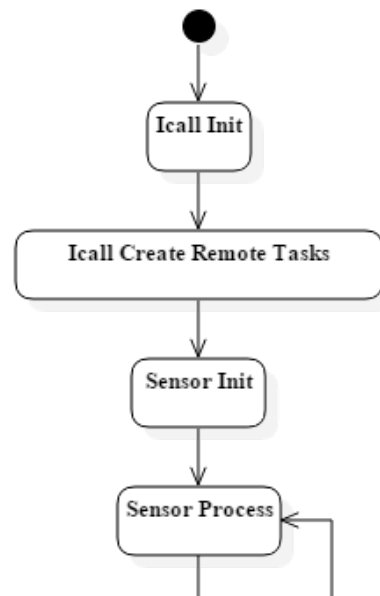 Icall Init
Icall Create Remote Tasks
Sensor Init
Sensor Process